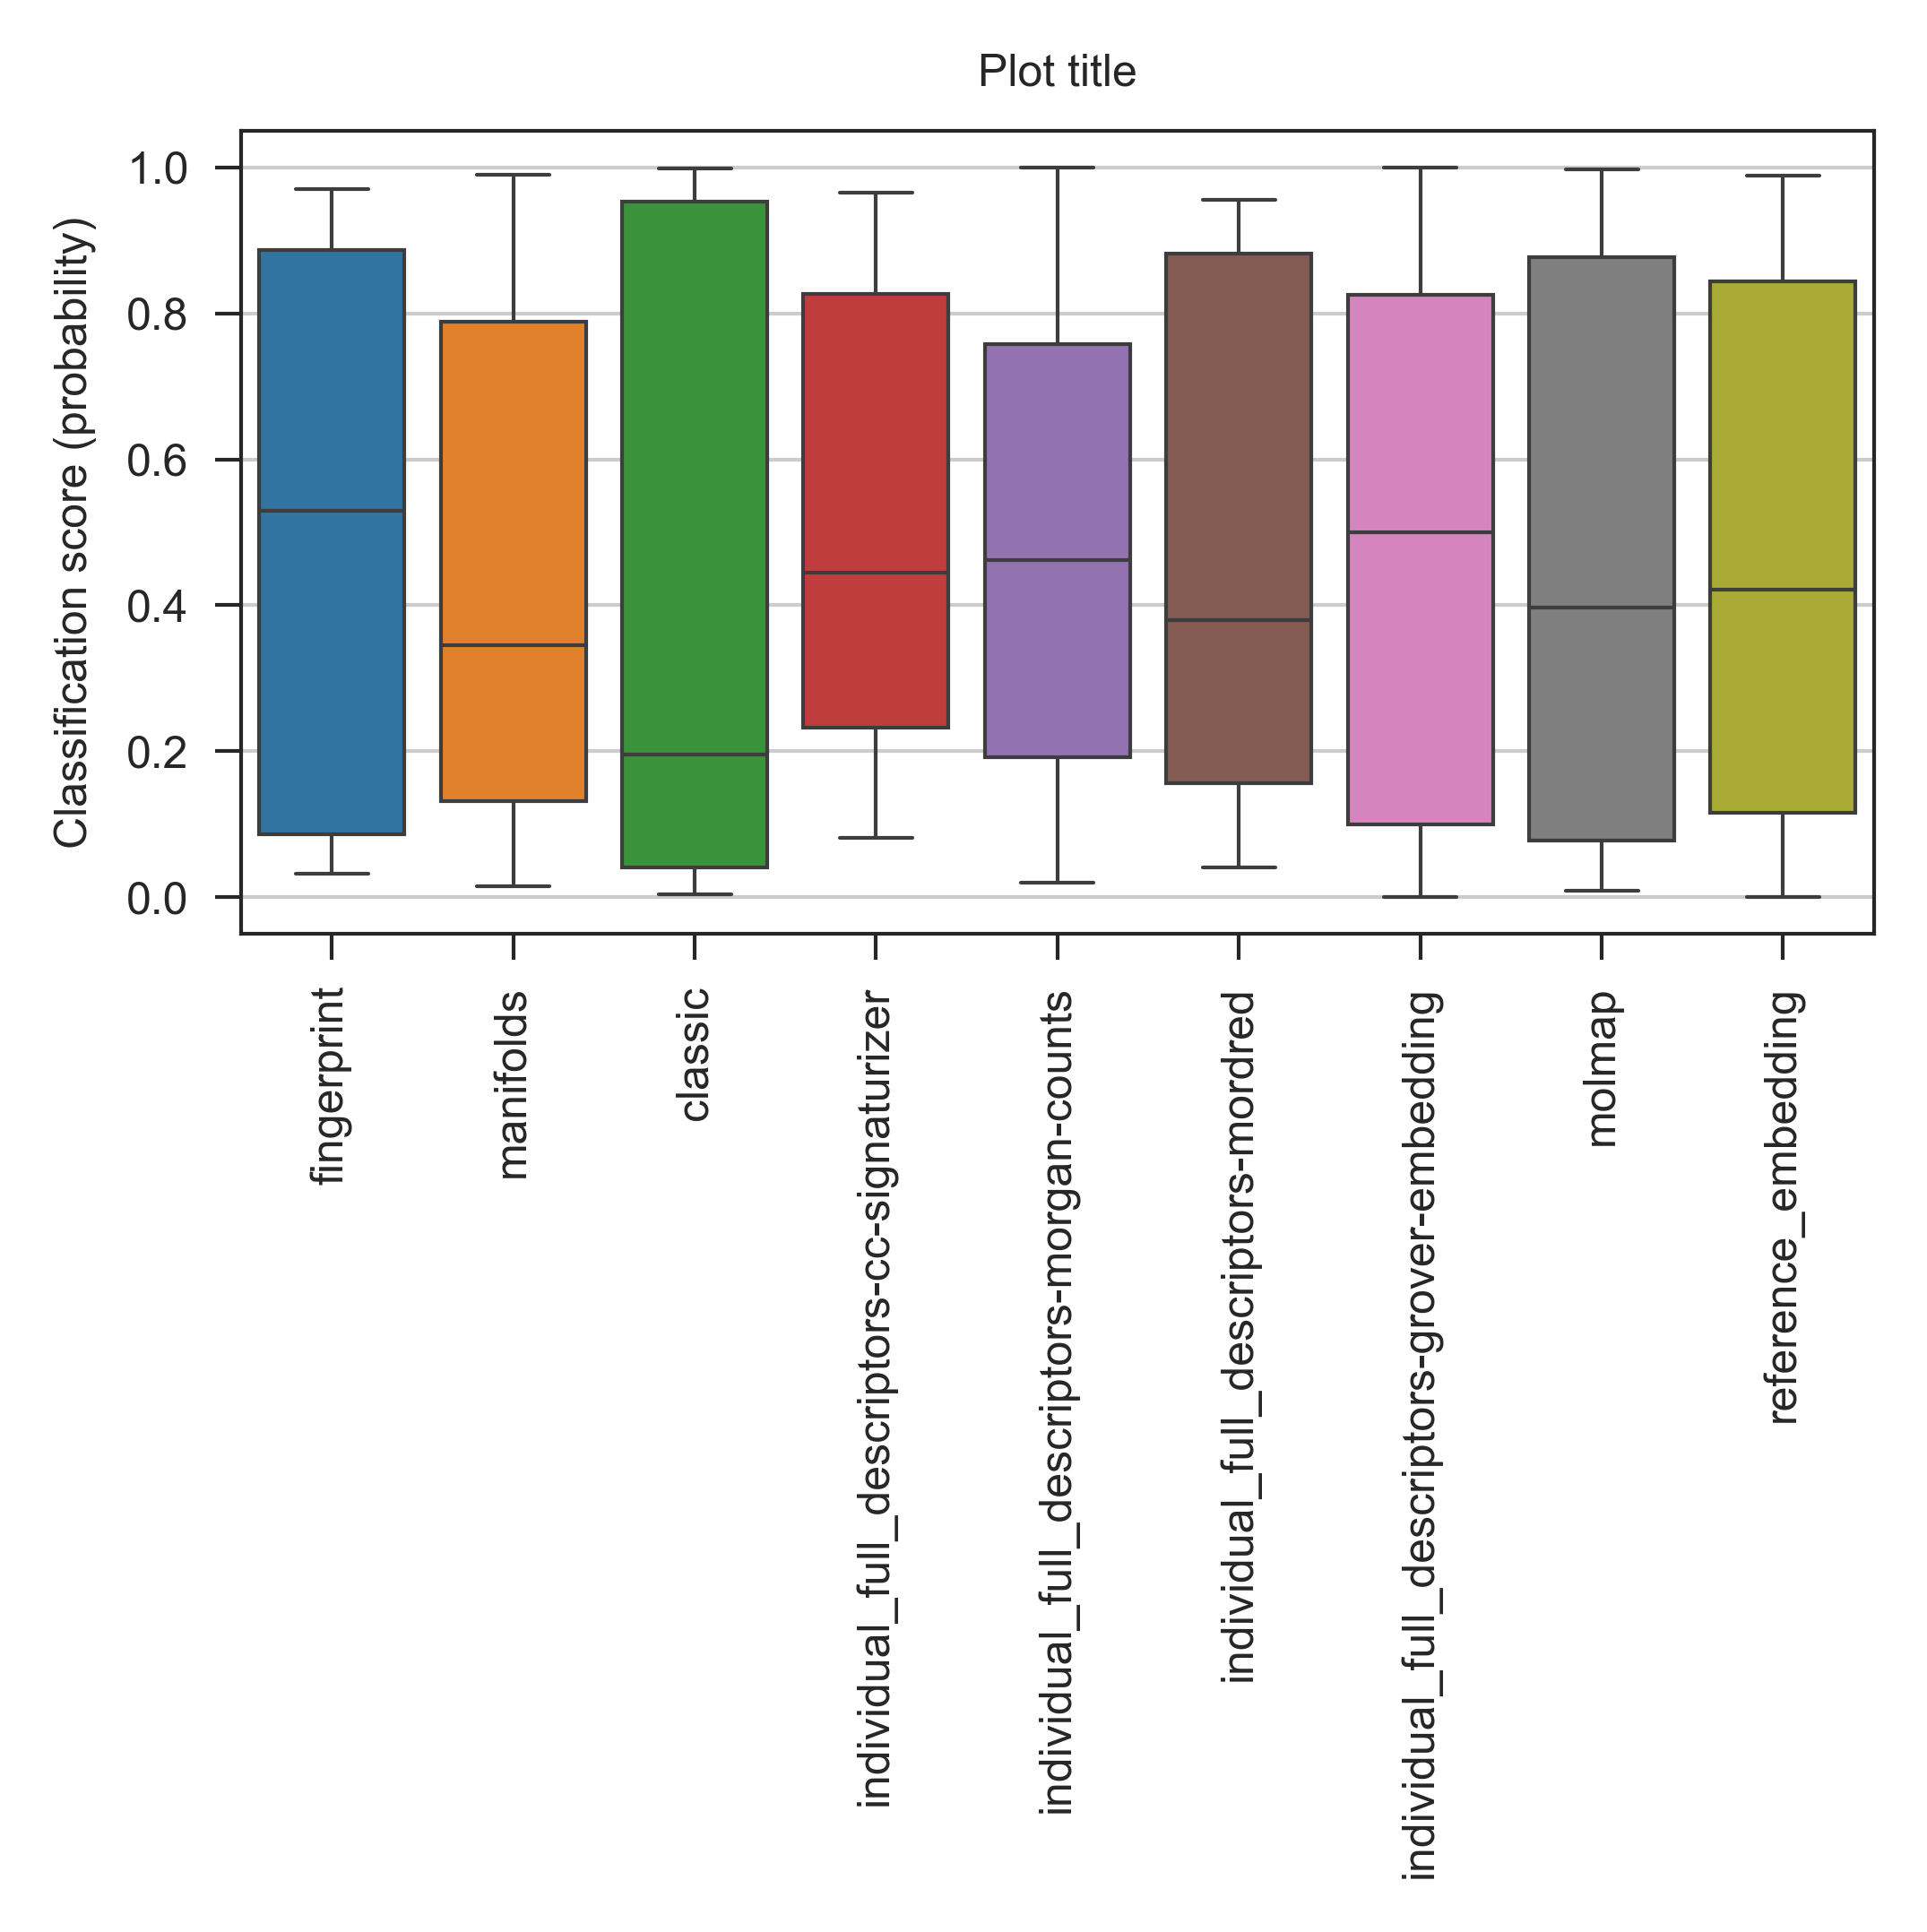 Plot title
Classification score (probability)
1.0
0.8
0.6
0.4
0.2
0.0
fingerprint
manifolds
classic
individual_full_descriptors-cc-signaturizer
individual_full_descriptors-morgan-counts
individual_full_descriptors-mordred
individual_full_descriptors-grover-embedding
molmap
reference_embedding